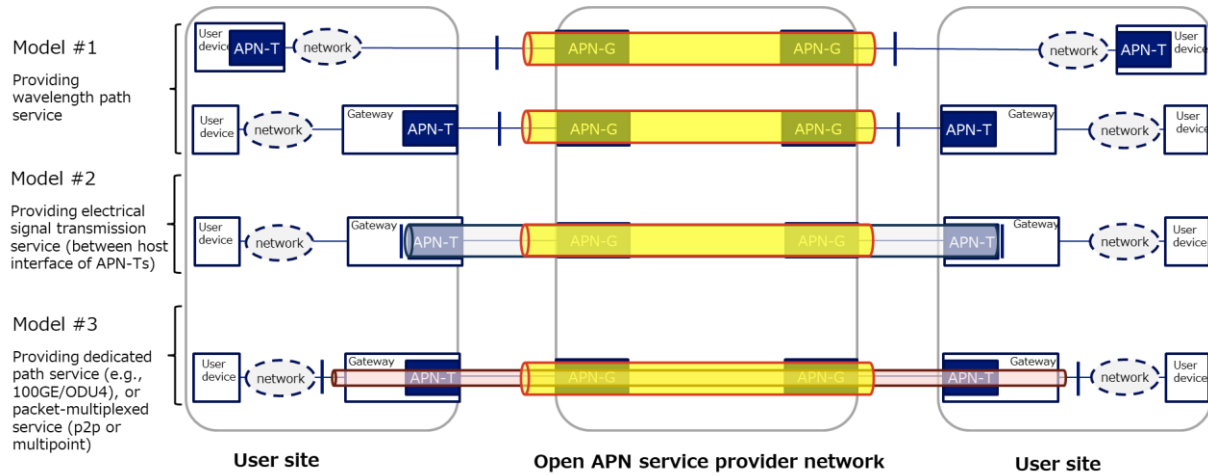 Model #1
Providing
wavelength path
service
User
device
APN-T
network
APN-G
APN-G
network
APN-T
User
device
User
device
network
Gateway
APN-T
APN-G
APN-G
APN-T
Gateway
network
User
device
Model #2
Providing electrical
signal transmission
service (between host
interface of APN-Ts)
User
device
network
Gateway
APN-T
APN-G
APN-G
APN-T
Gateway
network
User
device
Model #3
Providing dedicated
path service (e.g.,
100GE/ODU4), or
packet-multiplexed
service (p2p or
multipoint)
User
device
network
Gateway
APN-T
APN-G
APN-G
APN-T
Gateway
network
User
device
User site
Open APN service provider network
User site